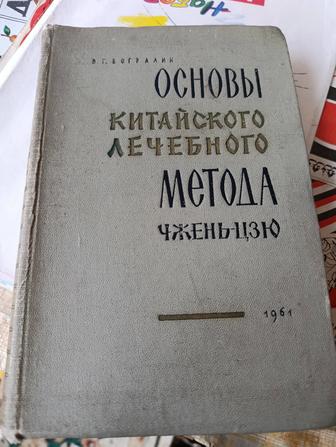 В. Г. ВОГРАЛИК
ОСНОВЫ
КИТАЙСКОГО
ЛЕЧЕБНОГО
МЕТОДА
ЧЖЕНЬ-ЦЗЮ
1961